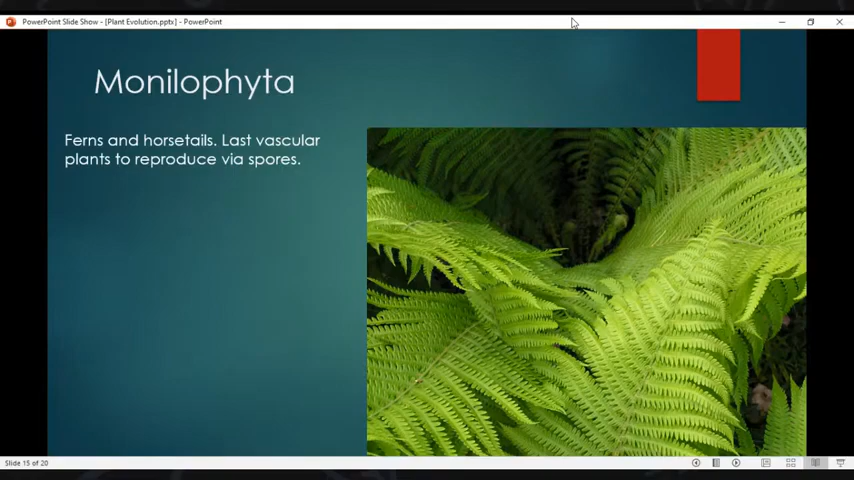 PowerPoint Slide Show - [Plant Evolution.pptx] - PowerPoint
Monilophyta
Ferns and horsetails. Last vascular
plants to reproduce via spores.
Slide 15 of 20